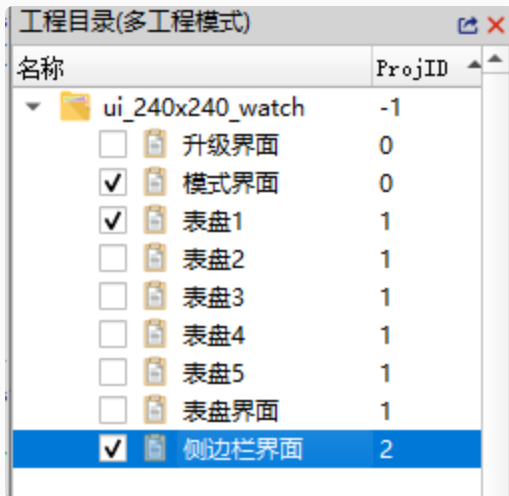 工程目录(多工程模式)
名称 ProjID
ui_240x240_watch -1
升级界面 0
模式界面 0
表盘1 1
表盘2 1
表盘3 1
表盘4 1
表盘5 1
表盘界面 1
侧边栏界面 2